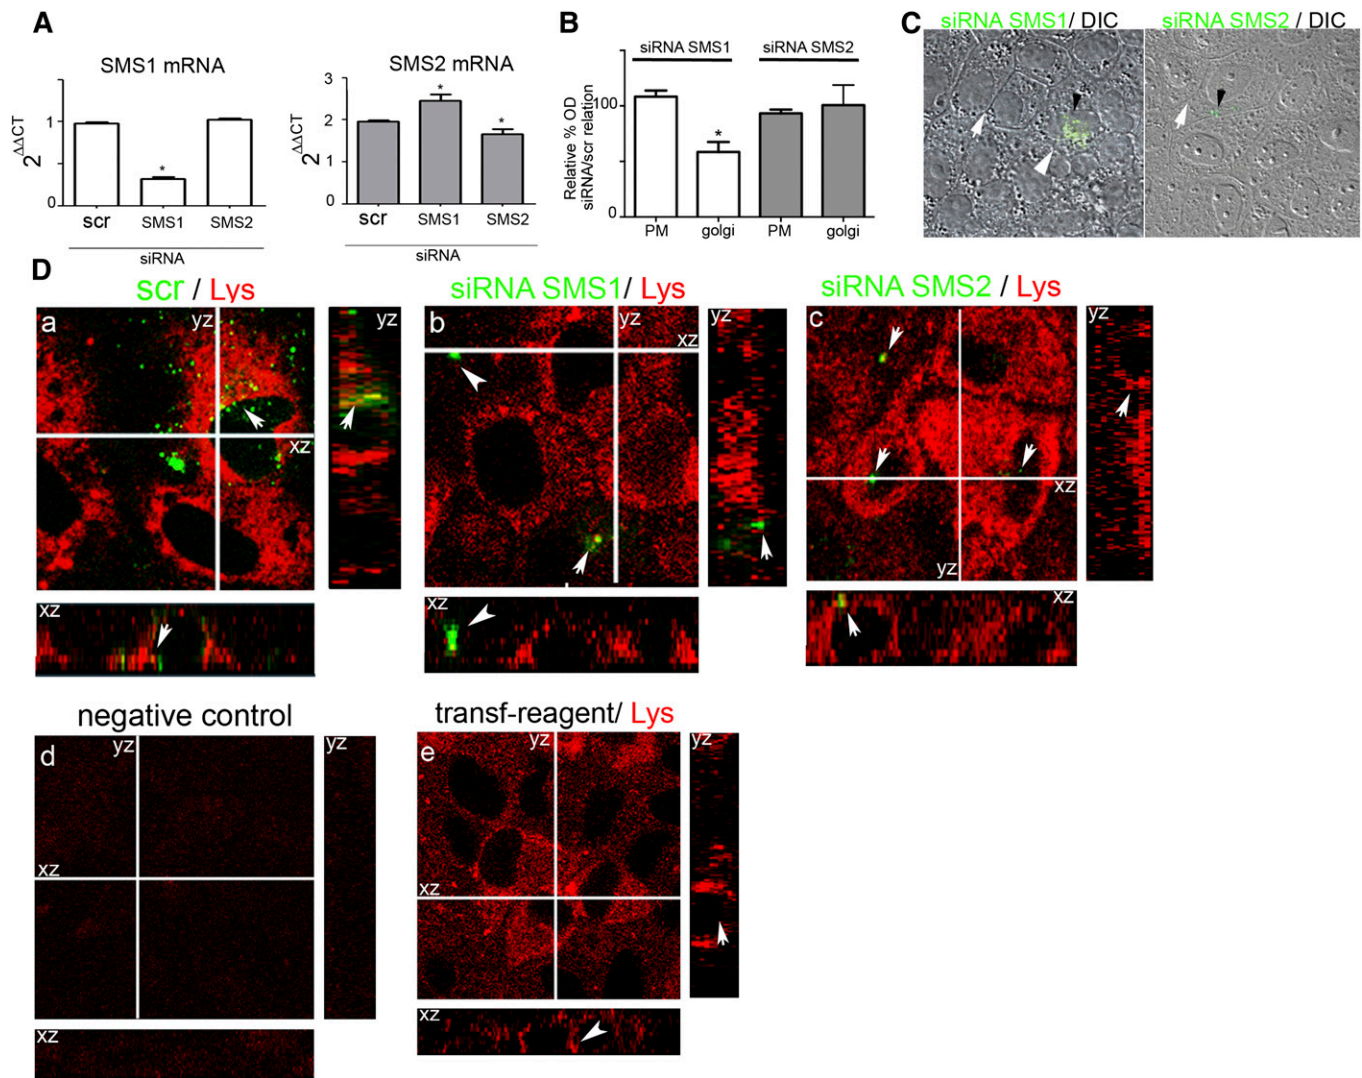 A
SMS1 mRNA
2ΔΔCT
1
0
scr
SMS1
SMS2
siRNA
SMS2 mRNA
2ΔΔCT
3
2
1
0
*
*
*
scr
SMS1
SMS2
siRNA
B
siRNA SMS1
siRNA SMS2
Relative % OD
siRNA/scr relation
100
0
*
PM
golgi
PM
golgi
C
siRNA SMS1/ DIC
siRNA SMS2 / DIC
D
scr / Lys
a
yz
xz
yz
xz
siRNA SMS1/ Lys
b
yz
xz
yz
xz
siRNA SMS2 / Lys
c
yz
xz
yz
xz
negative control
d
yz
xz
yz
xz
transf-reagent/ Lys
e
yz
xz
yz
xz